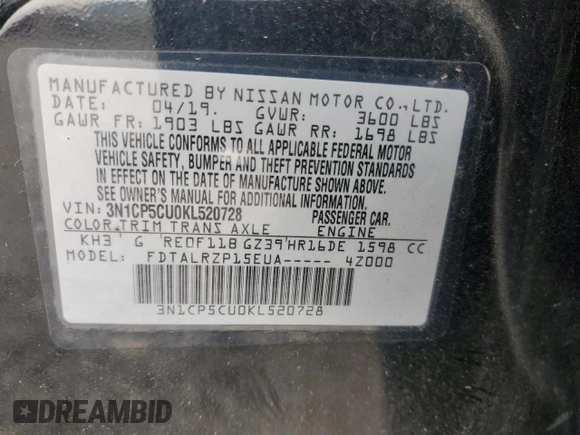 MANUFACTURED BY NISSAN MOTOR CO.,LTD.
DATE: 04/19. GVWR: 3600 LBS
GAWR FR: 1903 LBS GAWR RR: 1698 LBS
THIS VEHICLE CONFORMS TO ALL APPLICABLE FEDERAL MOTOR
VEHICLE SAFETY, BUMPER AND THEFT PREVENTION STANDARDS
IN EFFECT ON THE DATE OF MANUFACTURE SHOWN ABOVE.
SEE OWNER'S MANUAL FOR ADDITIONAL INFORMATION.
VIN: 3N1CP5CU0KL520728 PASSENGER CAR.
COLOR TRIM TRANS AXLE ENGINE
KH3 G RE0F11B GZ39 HR16DE 1598 CC
MODEL: FDTALRZP15EUA----- 4Z000
3N1CP5CU0KL520728
DREAMBID